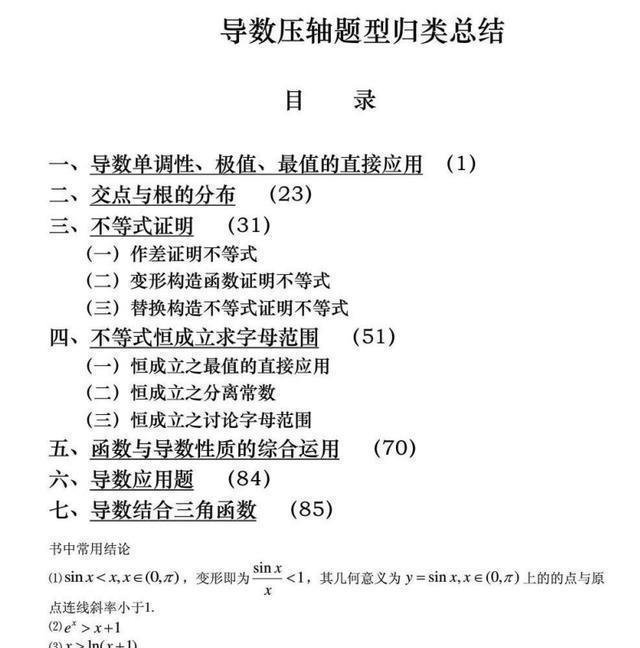 导数压轴题型归类总结
目 录
一、导数单调性、极值、最值的直接应用 (1)
二、交点与根的分布 (23)
三、不等式证明 (31)
(一)作差证明不等式
(二)变形构造函数证明不等式
(三)替换构造不等式证明不等式
四、不等式恒成立求字母范围 (51)
(一)恒成立之最值的直接应用
(二)恒成立之分离常数
(三)恒成立之讨论字母范围
五、函数与导数性质的综合运用 (70)
六、导数应用题 (84)
七、导数结合三角函数 (85)
书中常用结论
⑴ sin x < x, x∈(0,π)，变形即为 sin x / x <1，其几何意义为 y = sin x, x∈(0,π) 上的的点与原
点连线斜率小于1.
⑵ eˣ > x+1
⑶ x > ln(x+1)